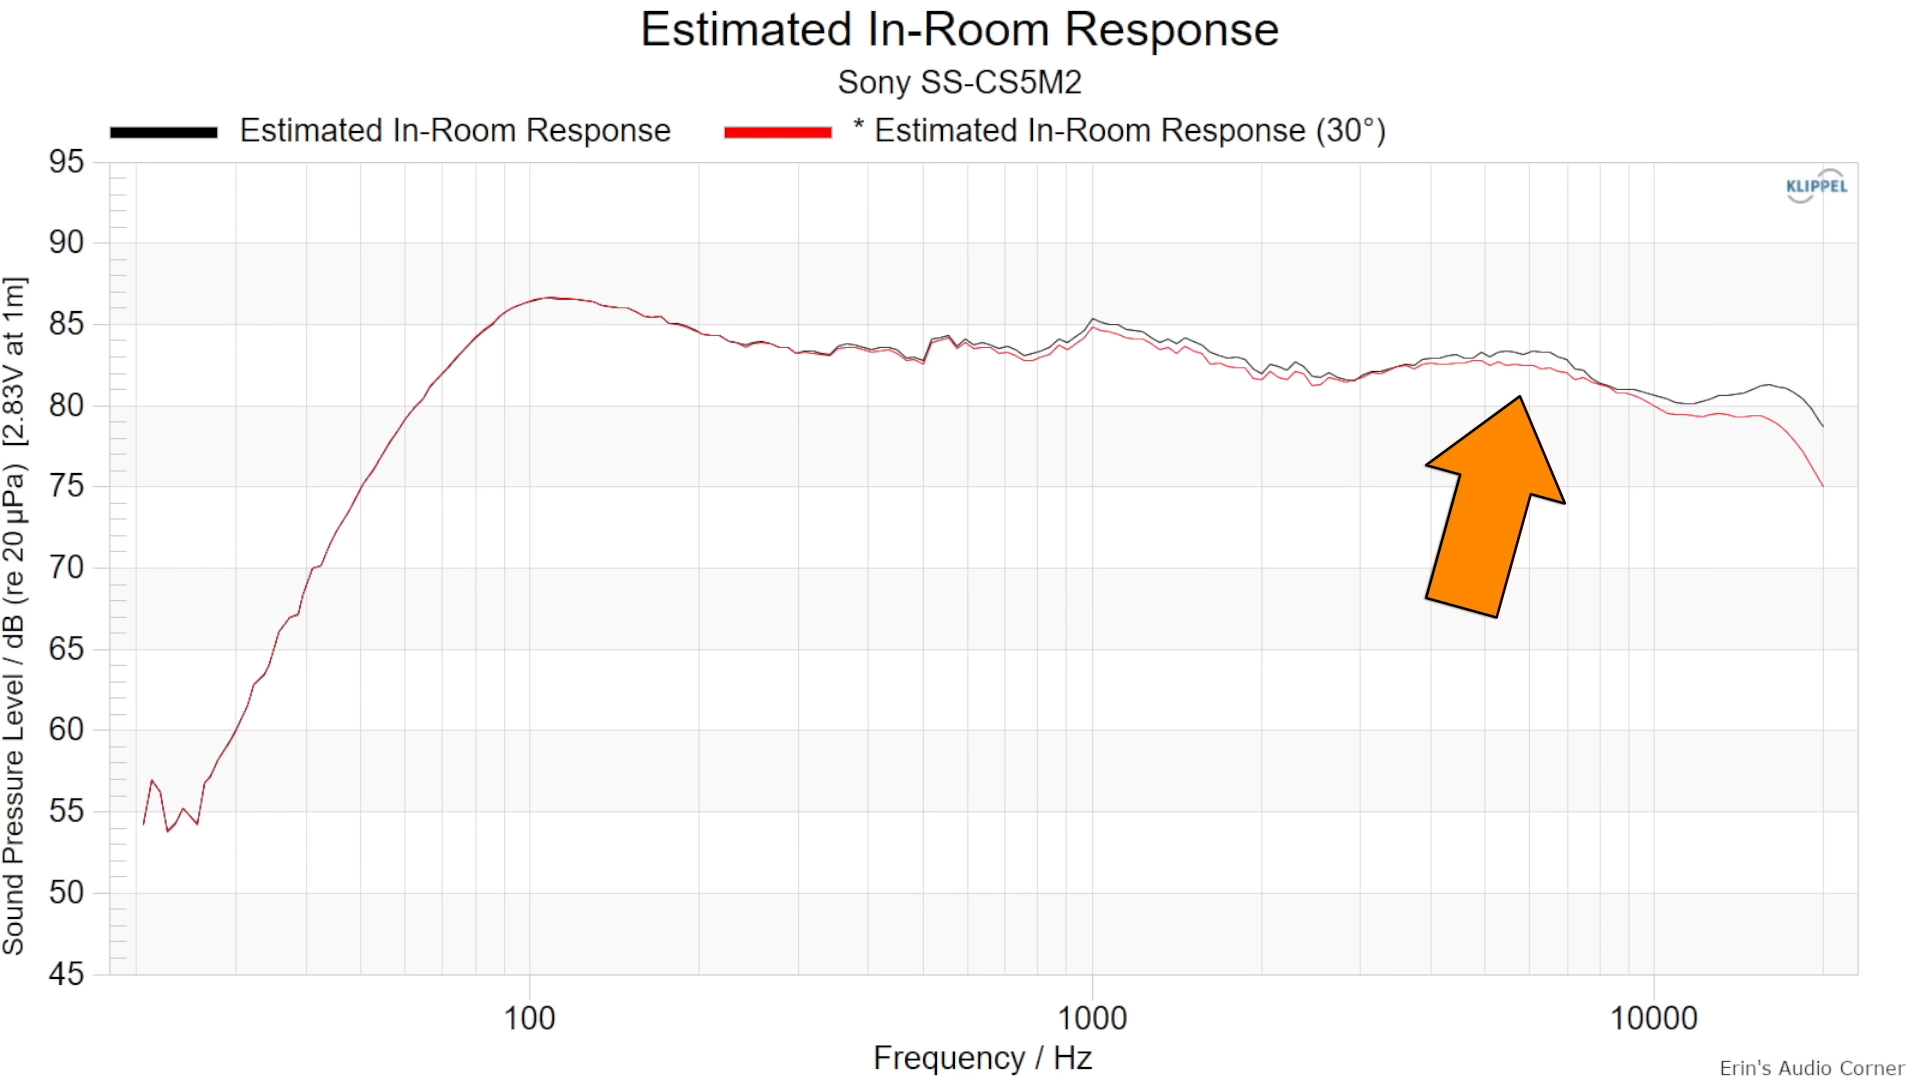 Estimated In-Room Response
Sony SS-CS5M2
Estimated In-Room Response
* Estimated In-Room Response (30°)
KLIPPEL
95
90
85
80
75
70
65
60
55
50
45
Sound Pressure Level / dB (re 20 µPa) [2.83V at 1m]
100
1000
10000
Frequency / Hz
Erin's Audio Corner